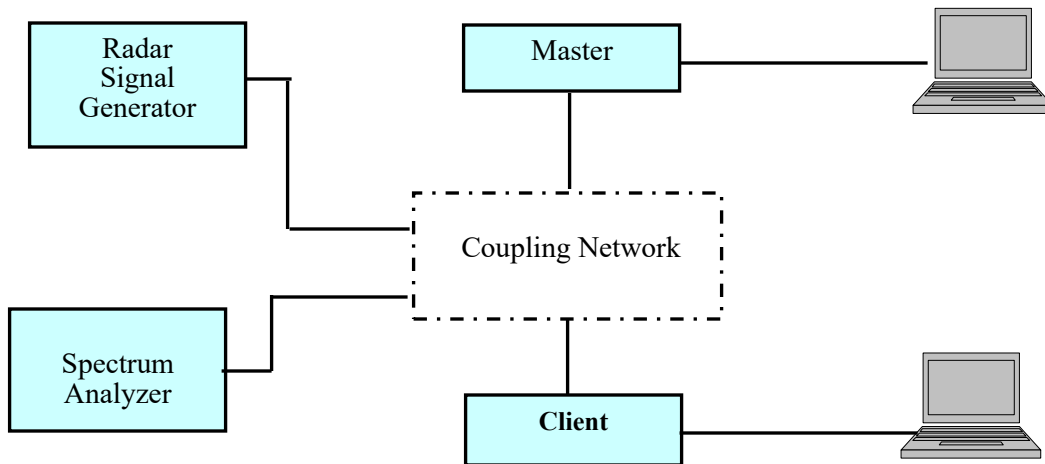 Radar
Signal
Generator
Master
Coupling Network
Spectrum
Analyzer
Client